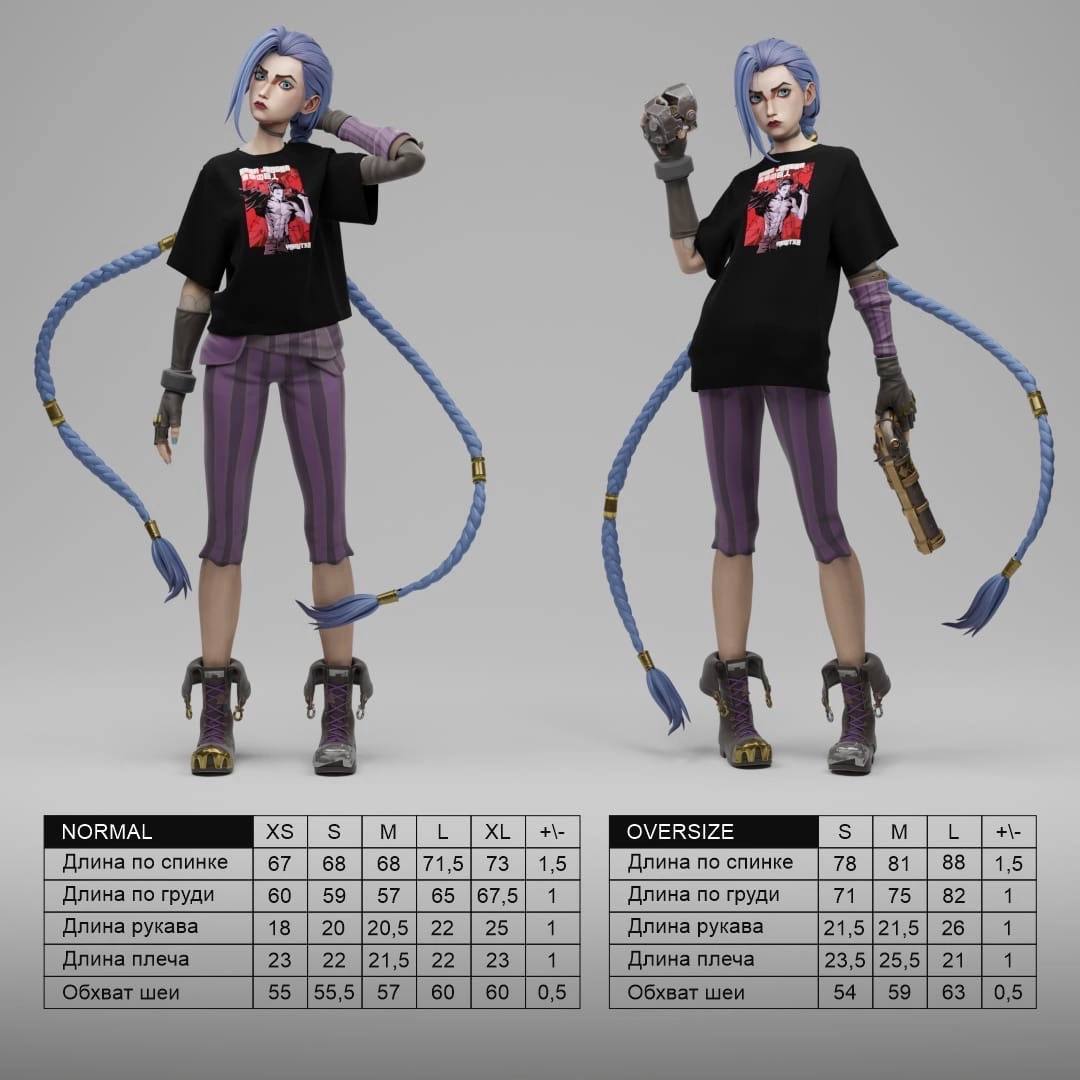 NORMAL XS S M L XL +\-
Длина по спинке 67 68 68 71,5 73 1,5
Длина по груди 60 59 57 65 67,5 1
Длина рукава 18 20 20,5 22 25 1
Длина плеча 23 22 21,5 22 23 1
Обхват шеи 55 55,5 57 60 60 0,5
OVERSIZE S M L +\-
Длина по спинке 78 81 88 1,5
Длина по груди 71 75 82 1
Длина рукава 21,5 21,5 26 1
Длина плеча 23,5 25,5 21 1
Обхват шеи 54 59 63 0,5